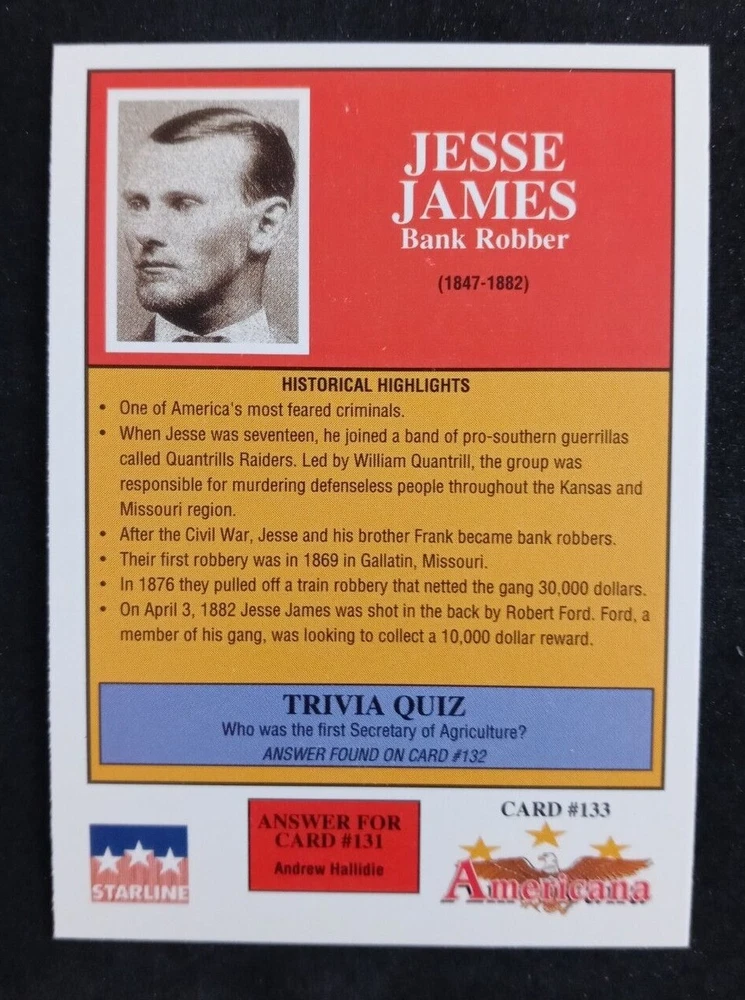 JESSE
JAMES
Bank Robber
(1847-1882)
HISTORICAL HIGHLIGHTS
• One of America's most feared criminals.
• When Jesse was seventeen, he joined a band of pro-southern guerrillas
called Quantrills Raiders. Led by William Quantrill, the group was
responsible for murdering defenseless people throughout the Kansas and
Missouri region.
• After the Civil War, Jesse and his brother Frank became bank robbers.
• Their first robbery was in 1869 in Gallatin, Missouri.
• In 1876 they pulled off a train robbery that netted the gang 30,000 dollars.
• On April 3, 1882 Jesse James was shot in the back by Robert Ford. Ford, a
member of his gang, was looking to collect a 10,000 dollar reward.
TRIVIA QUIZ
Who was the first Secretary of Agriculture?
ANSWER FOUND ON CARD #132
STARLINE
ANSWER FOR
CARD #131
Andrew Hallidie
CARD #133
Americana